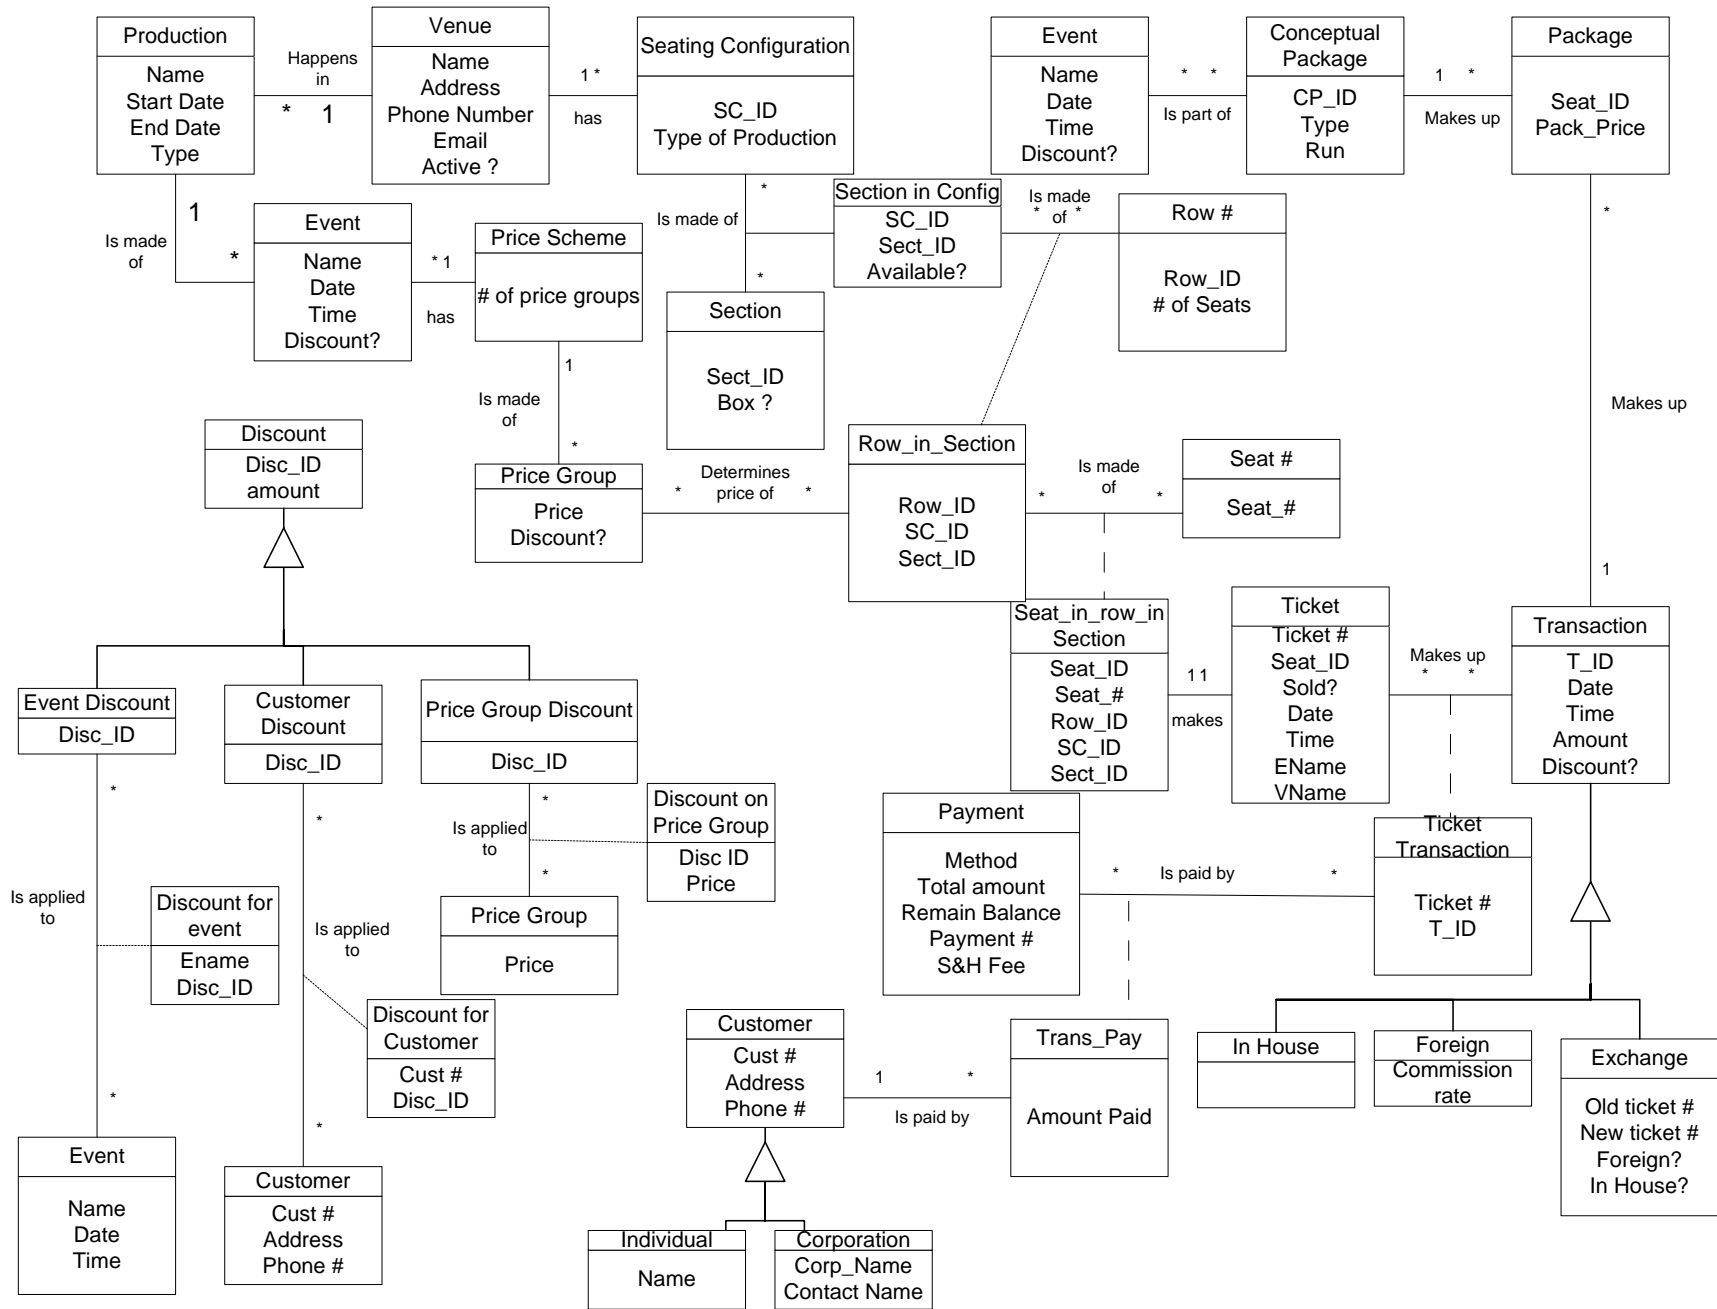 Production
Name
Start Date
End Date
Type
Happens
in
* 1
Venue
Name
Address
Phone Number
Email
Active ?
1 *
has
Seating Configuration
SC_ID
Type of Production
Event
Name
Date
Time
Discount?
* *
Is part of
Conceptual
Package
CP_ID
Type
Run
1 *
Makes up
Package
Seat_ID
Pack_Price
1
Is made
of
*
Event
Name
Date
Time
Discount?
* 1
has
Price Scheme
# of price groups
*
Is made of
*
Section in Config
SC_ID
Sect_ID
Available?
Is made
* of *
Row #
Row_ID
# of Seats
*
Makes up
1
Section
Sect_ID
Box ?
1
Is made
of
*
Discount
Disc_ID
amount
Price Group
Price
Discount?
Determines
* price of *
Row_in_Section
Row_ID
SC_ID
Sect_ID
Is made
* of *
Seat #
Seat_#
Seat_in_row_in
Section
Seat_ID
Seat_#
Row_ID
SC_ID
Sect_ID
1 1
makes
Ticket
Ticket #
Seat_ID
Sold?
Date
Time
EName
VName
Makes up
* *
Transaction
T_ID
Date
Time
Amount
Discount?
Event Discount
Disc_ID
Customer
Discount
Disc_ID
Price Group Discount
Disc_ID
*
Is applied
to
*
Discount on
Price Group
Disc ID
Price
Price Group
Price
*
Is applied
to
*
Discount for
event
Ename
Disc_ID
*
Is applied
to
*
Discount for
Customer
Cust #
Disc_ID
Payment
Method
Total amount
Remain Balance
Payment #
S&H Fee
* Is paid by *
Ticket
Transaction
Ticket #
T_ID
Customer
Cust #
Address
Phone #
1 *
Is paid by
Trans_Pay
Amount Paid
In House
Foreign
Commission
rate
Exchange
Old ticket #
New ticket #
Foreign?
In House?
Event
Name
Date
Time
Customer
Cust #
Address
Phone #
Individual
Name
Corporation
Corp_Name
Contact Name